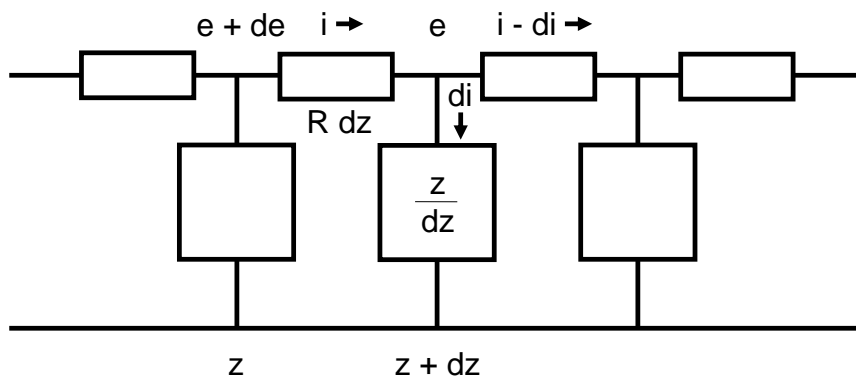 e + de i → e i - di →
di
↓
R dz
z
dz
z z + dz